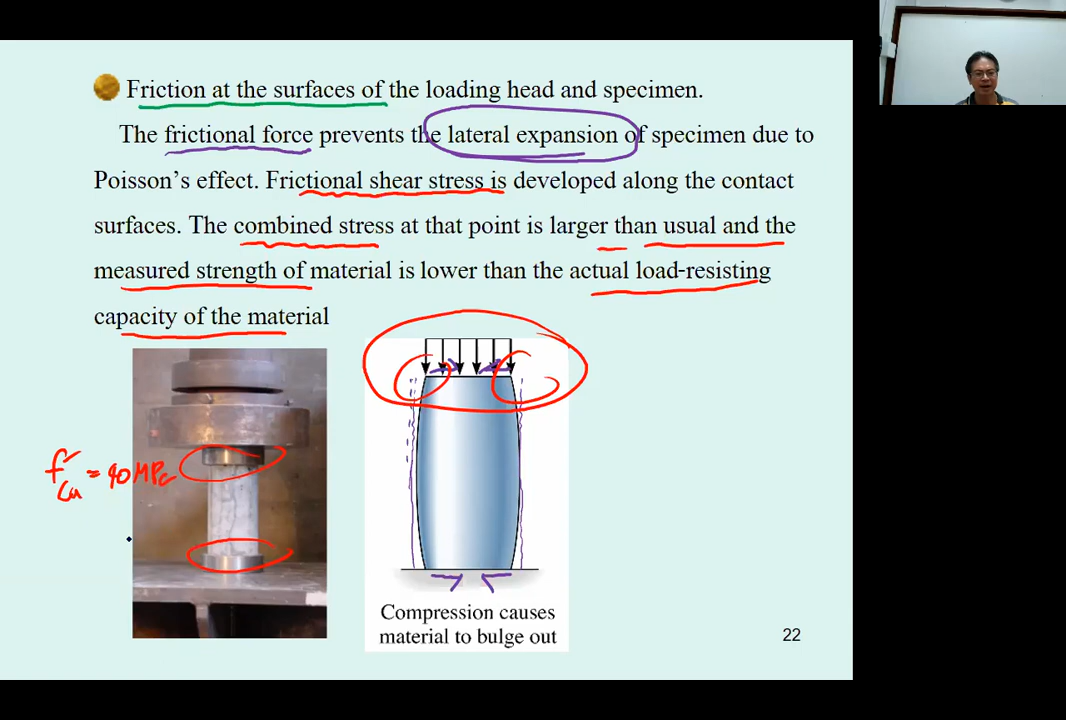 Friction at the surfaces of the loading head and specimen.
The frictional force prevents the lateral expansion of specimen due to
Poisson's effect. Frictional shear stress is developed along the contact
surfaces. The combined stress at that point is larger than usual and the
measured strength of material is lower than the actual load-resisting
capacity of the material
Compression causes
material to bulge out
22